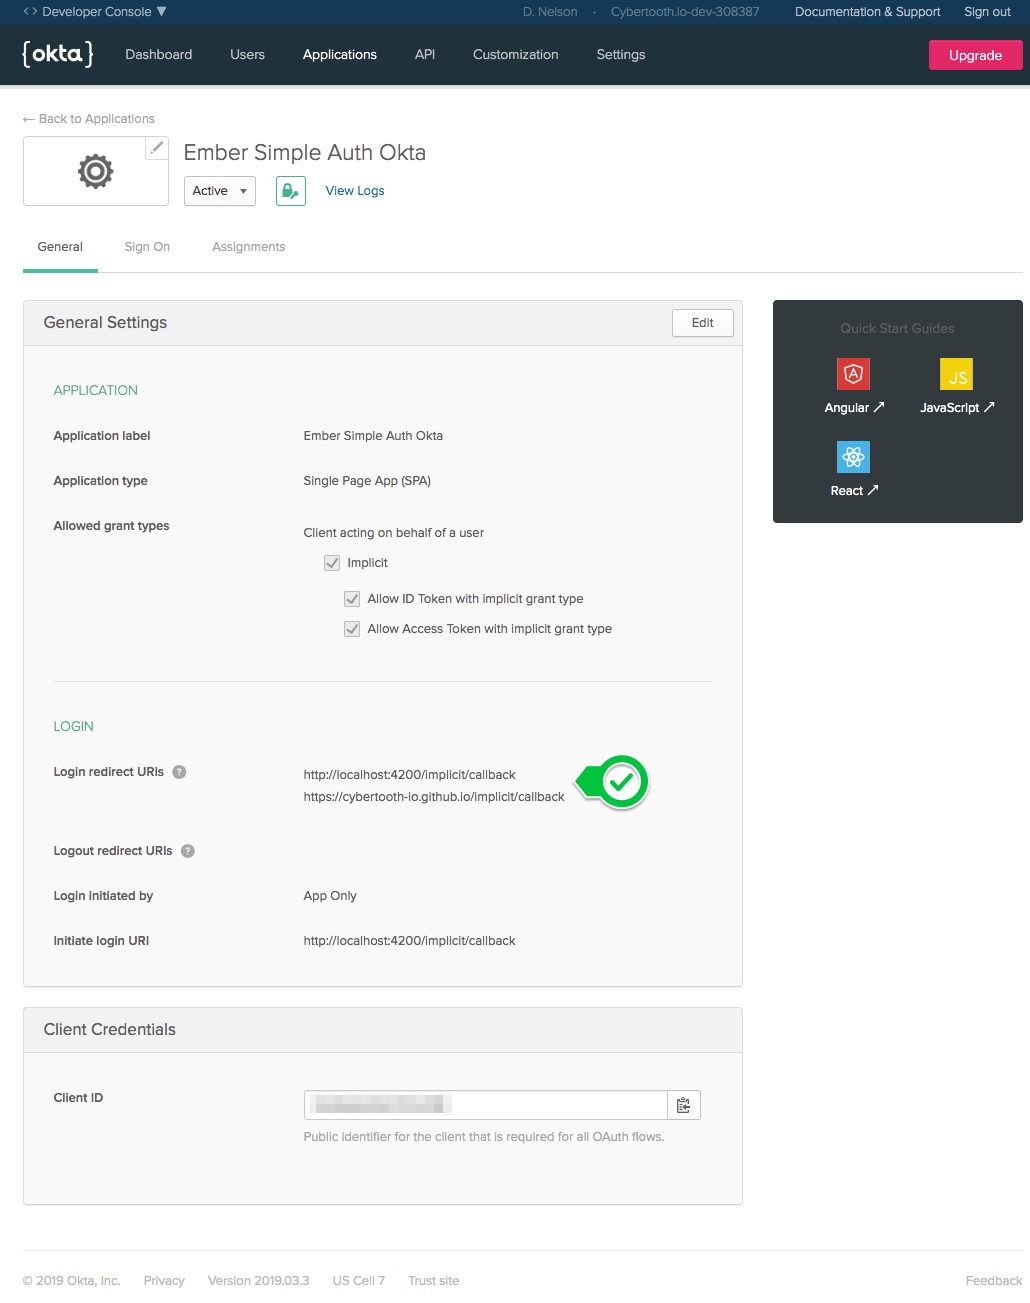 <> Developer Console ▼ D. Nelson · Cybertooth.io-dev-308387 Documentation & Support Sign out
{okta} Dashboard Users Applications API Customization Settings Upgrade
← Back to Applications
Ember Simple Auth Okta
Active ▼ View Logs
General Sign On Assignments
General Settings Edit
APPLICATION
Application label Ember Simple Auth Okta
Application type Single Page App (SPA)
Allowed grant types
Client acting on behalf of a user
Implicit
Allow ID Token with implicit grant type
Allow Access Token with implicit grant type
LOGIN
Login redirect URIs ?
http://localhost:4200/implicit/callback
https://cybertooth-io.github.io/implicit/callback
Logout redirect URIs ?
Login initiated by App Only
Initiate login URI http://localhost:4200/implicit/callback
Client Credentials
Client ID
Public identifier for the client that is required for all OAuth flows.
Quick Start Guides
JS
Angular ↗ JavaScript ↗
React ↗
© 2019 Okta, Inc. Privacy Version 2019.03.3 US Cell 7 Trust site Feedback